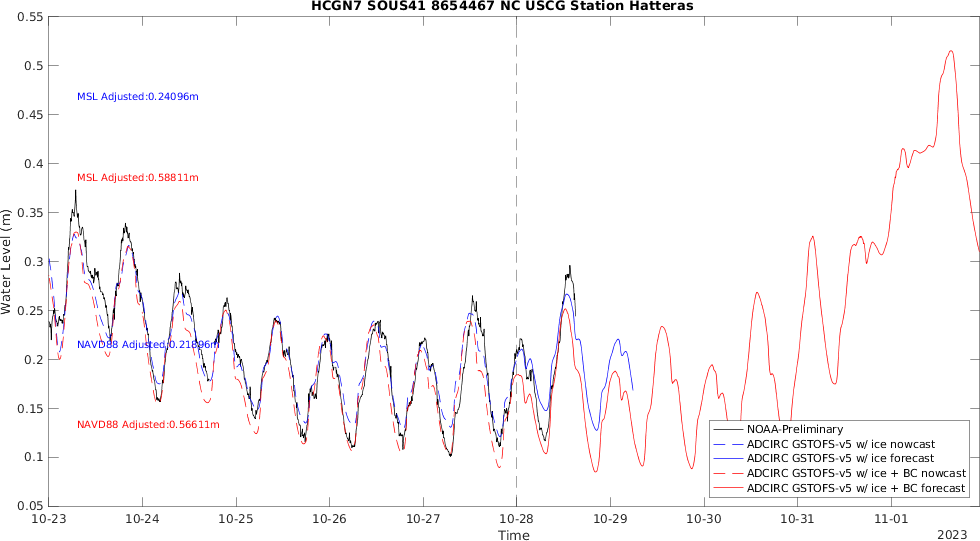 HCGN7 SOUS41 8654467 NC USCG Station Hatteras
0.55
0.5
0.45
0.4
0.35
0.3
0.25
0.2
0.15
0.1
0.05
Water Level (m)
MSL Adjusted:0.24096m
MSL Adjusted:0.58811m
NAVD88 Adjusted:0.21896m
NAVD88 Adjusted:0.56611m
NOAA-Preliminary
ADCIRC GSTOFS-v5 w/ ice nowcast
ADCIRC GSTOFS-v5 w/ ice forecast
ADCIRC GSTOFS-v5 w/ ice + BC nowcast
ADCIRC GSTOFS-v5 w/ ice + BC forecast
10-23 10-24 10-25 10-26 10-27 10-28 10-29 10-30 10-31 11-01
Time
2023